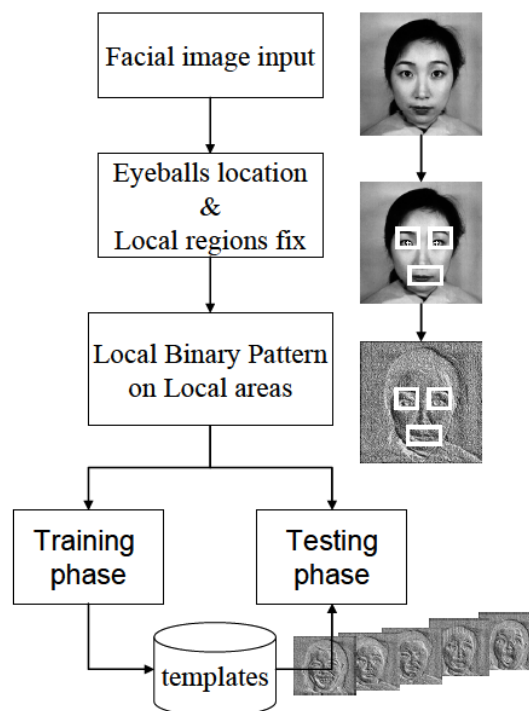 Facial image input
Eyeballs location
&
Local regions fix
Local Binary Pattern
on Local areas
Training
phase
Testing
phase
templates